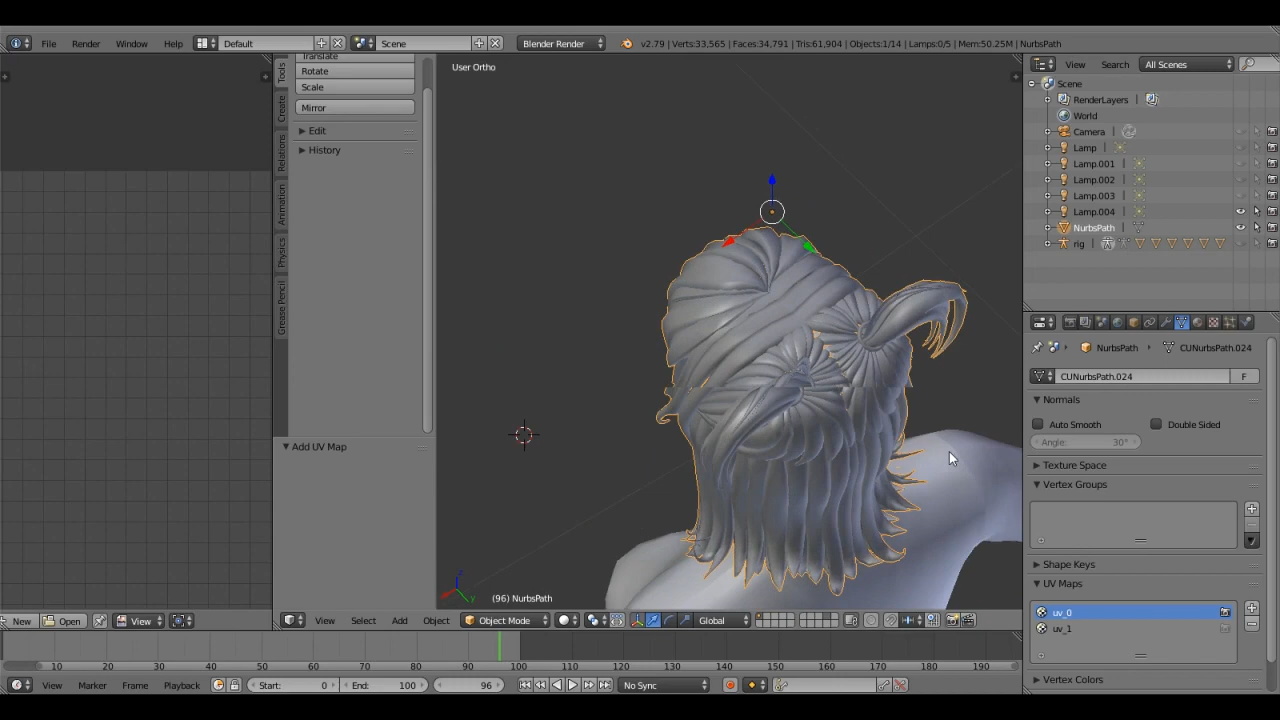 File Render Window Help Default Scene Blender Render v2.79 | Verts:33,565 | Faces:34,791 | Tris:61,904 | Objects:1/14 | Lamps:0/5 | Mem:50.25M | NurbsPath
View Search All Scenes
Translate
Rotate
Scale
Mirror
Edit
History
Tools
Create
Relations
Animation
Physics
Grease Pencil
Add UV Map
User Ortho
(96) NurbsPath
Scene
RenderLayers |
World
Camera |
Lamp |
Lamp.001 |
Lamp.002 |
Lamp.003 |
Lamp.004 |
NurbsPath |
rig |
NurbsPath CUNurbsPath.024
CUNurbsPath.024 F
Normals
Auto Smooth Double Sided
Angle: 30°
Texture Space
Vertex Groups
Shape Keys
UV Maps
uv_0
uv_1
Vertex Colors
New Open View
View Select Add Object Object Mode Global
10 20 30 40 50 60 70 80 90 100 110 120 130 140 150 160 170 180 190
View Marker Frame Playback Start: 0 End: 100 96 No Sync